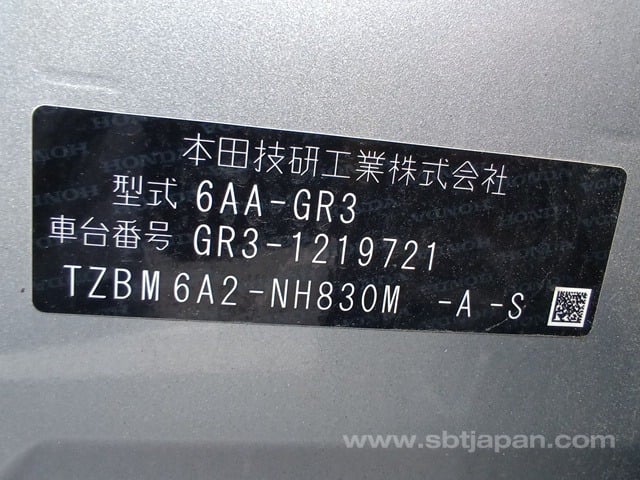 本田技研工業株式会社
型式 6AA-GR3
車台番号 GR3-1219721
TZBM 6A2-NH830M -A-S
www.sbtjapan.com